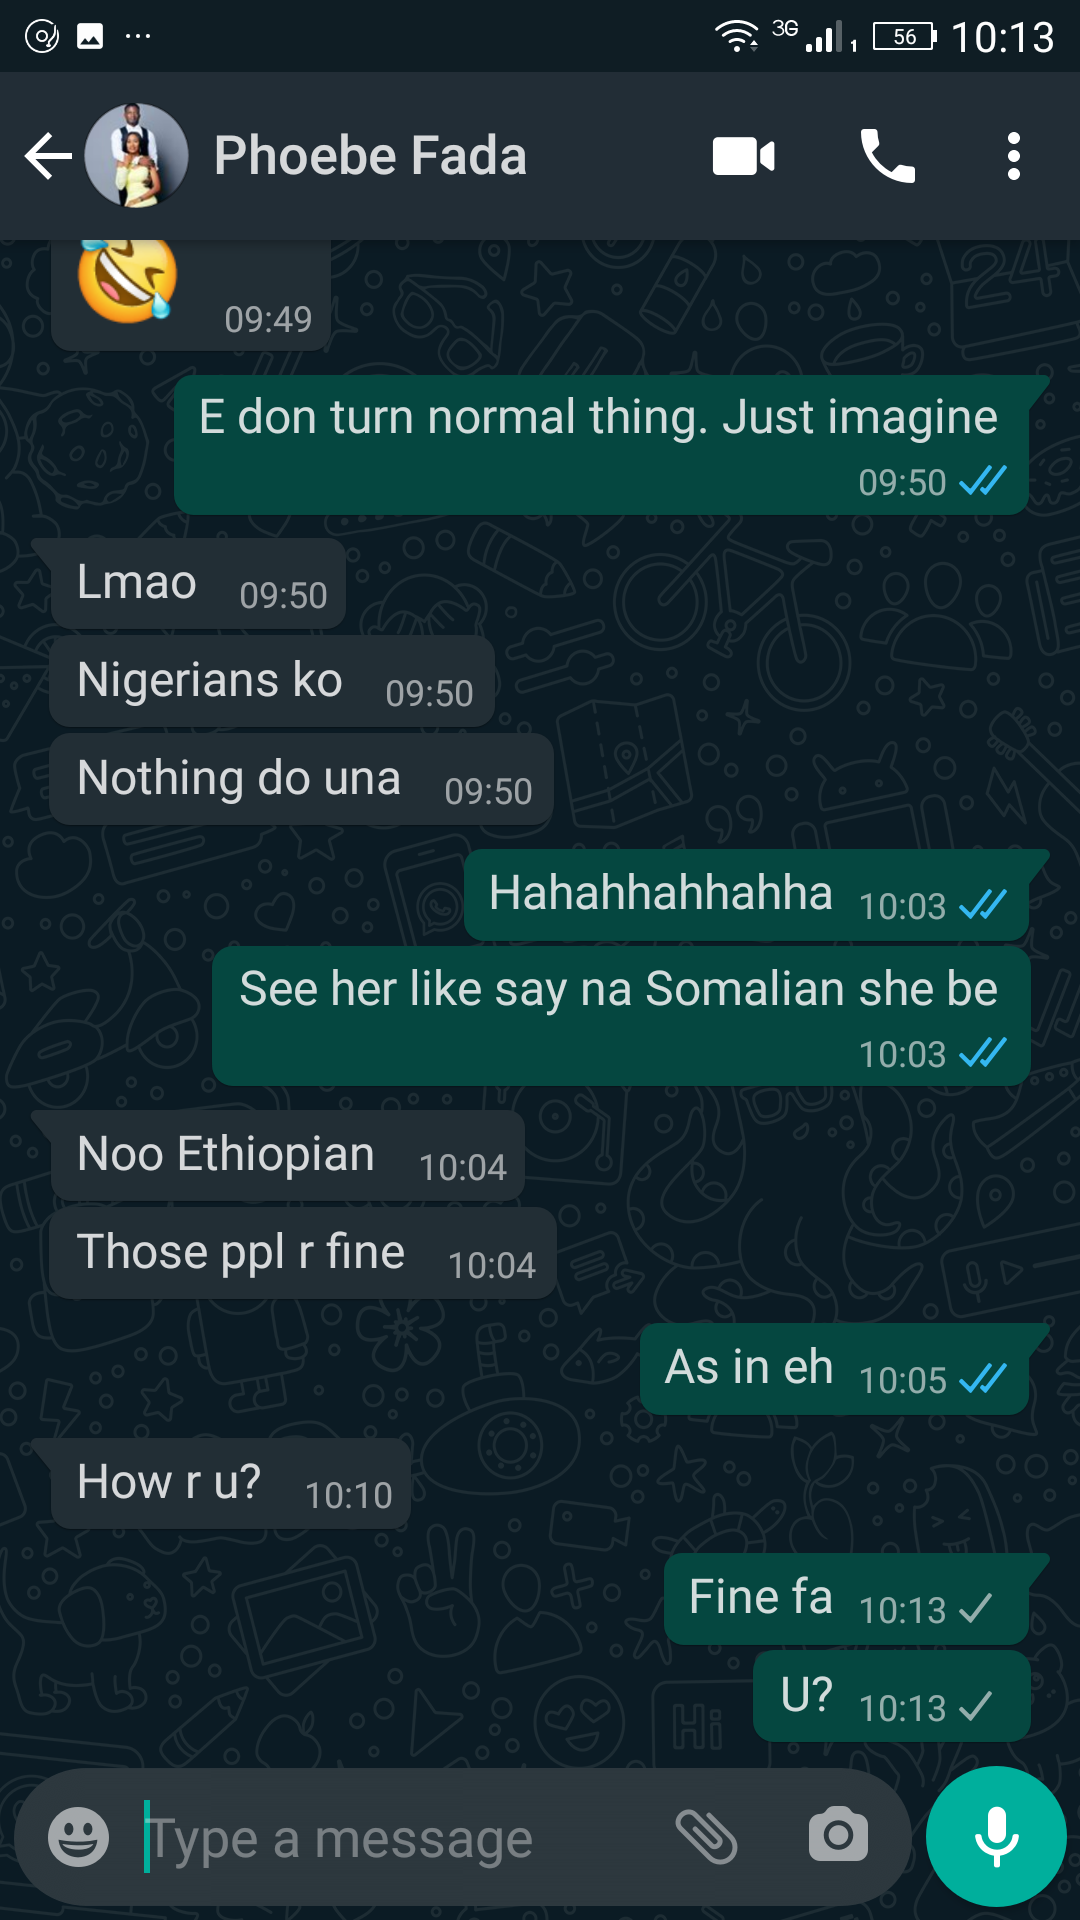 3G 1 56 10:13
Phoebe Fada
09:49
E don turn normal thing. Just imagine
09:50
Lmao 09:50
Nigerians ko 09:50
Nothing do una 09:50
Hahahhahhahha 10:03
See her like say na Somalian she be
10:03
Noo Ethiopian 10:04
Those ppl r fine 10:04
As in eh 10:05
How r u? 10:10
Fine fa 10:13
U? 10:13
Type a message
24
Hi